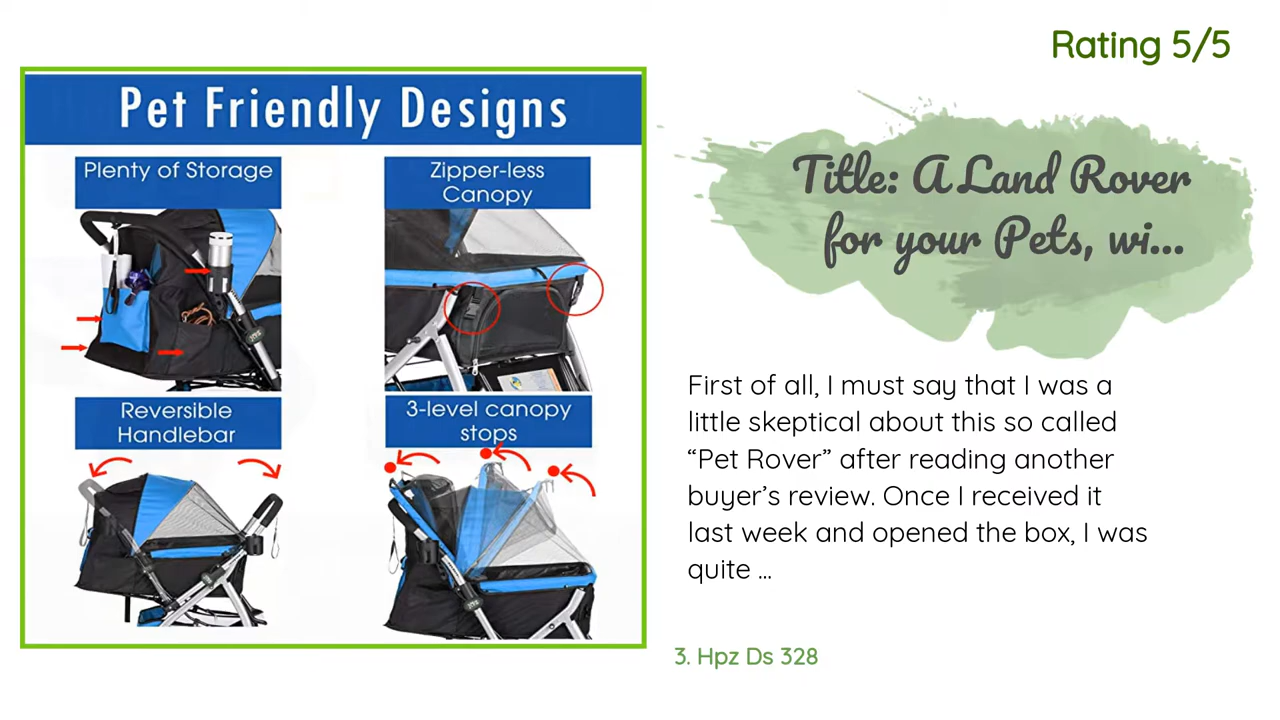 Rating 5/5
Pet Friendly Designs
Plenty of Storage
Zipper-less
Canopy
Reversible
Handlebar
3-level canopy
stops
Title: A Land Rover
for your Pets, wi...
First of all, I must say that I was a
little skeptical about this so called
“Pet Rover” after reading another
buyer’s review. Once I received it
last week and opened the box, I was
quite ...
3. Hpz Ds 328